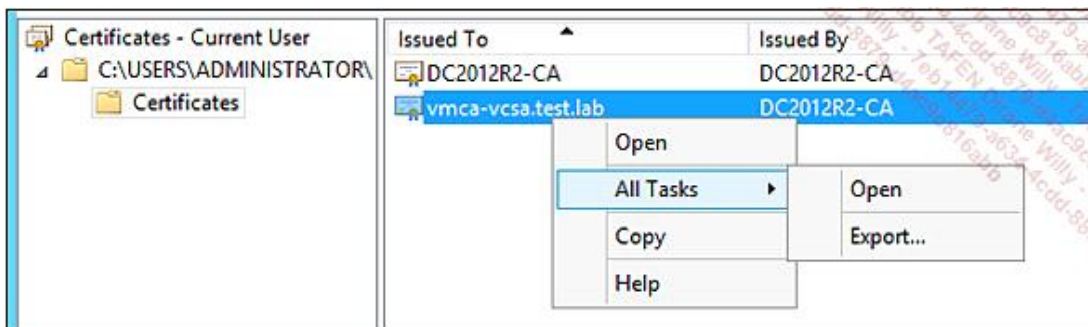 Certificates - Current User
C:\USERS\ADMINISTRATOR\
Certificates
Issued To
Issued By
DC2012R2-CA
DC2012R2-CA
vmca-vcsa.test.lab
DC2012R2-CA
Open
All Tasks
Copy
Help
Open
Export...